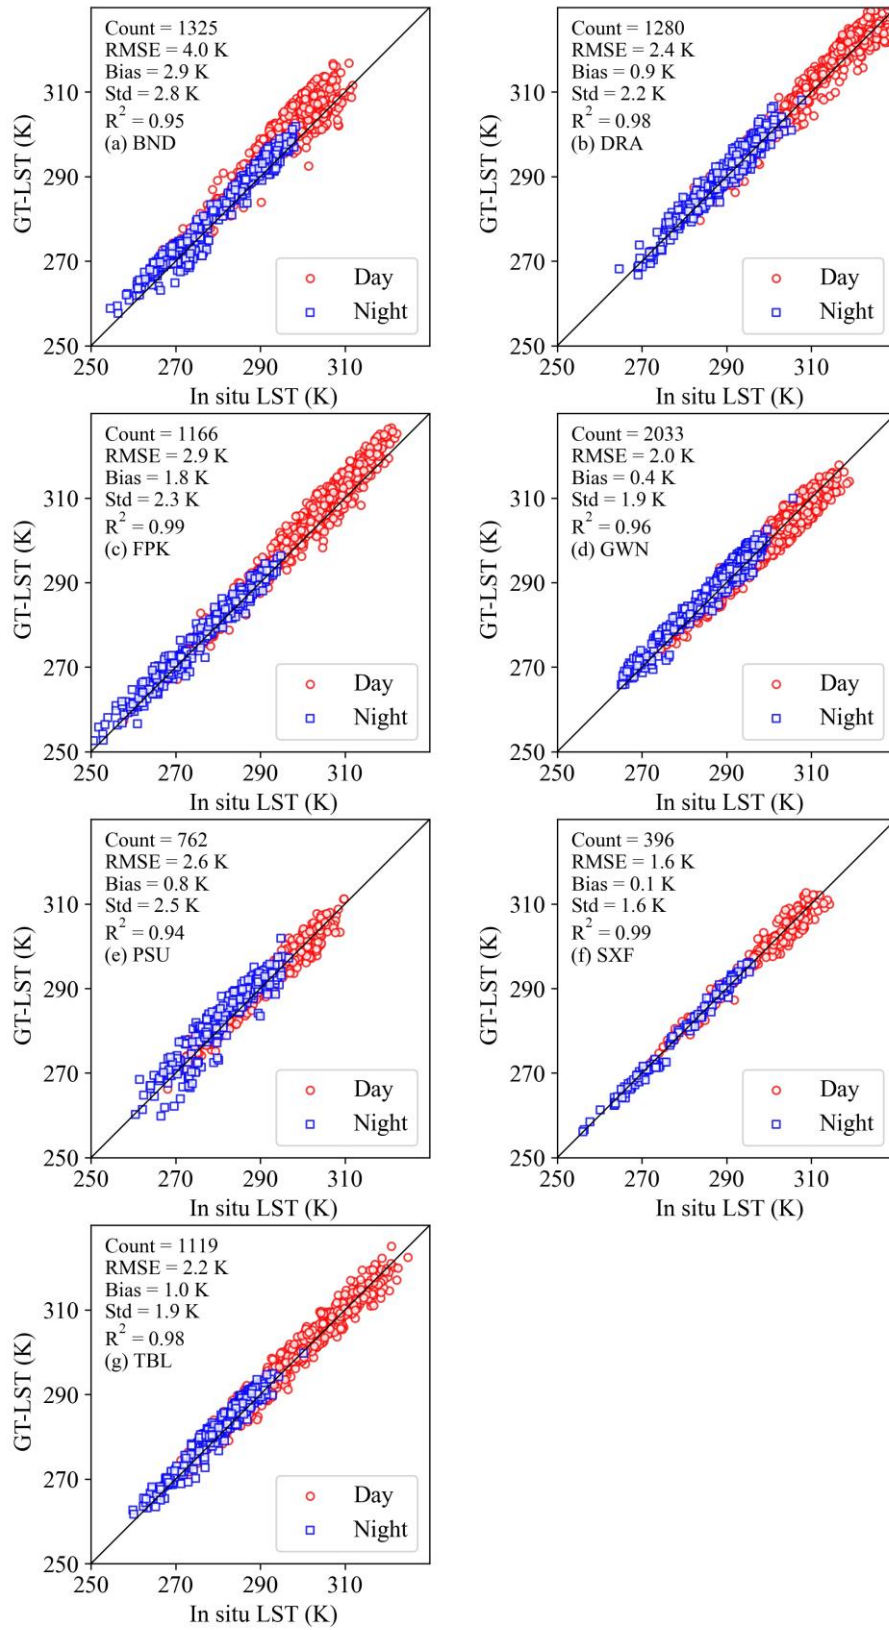 Count = 1325
RMSE = 4.0 K
Bias = 2.9 K
Std = 2.8 K
R² = 0.95
(a) BND
GT-LST (K)
310
290
270
250
Day
Night
250 270 290 310
In situ LST (K)
Count = 1280
RMSE = 2.4 K
Bias = 0.9 K
Std = 2.2 K
R² = 0.98
(b) DRA
GT-LST (K)
310
290
270
250
Day
Night
250 270 290 310
In situ LST (K)
Count = 1166
RMSE = 2.9 K
Bias = 1.8 K
Std = 2.3 K
R² = 0.99
(c) FPK
GT-LST (K)
310
290
270
250
Day
Night
250 270 290 310
In situ LST (K)
Count = 2033
RMSE = 2.0 K
Bias = 0.4 K
Std = 1.9 K
R² = 0.96
(d) GWN
GT-LST (K)
310
290
270
250
Day
Night
250 270 290 310
In situ LST (K)
Count = 762
RMSE = 2.6 K
Bias = 0.8 K
Std = 2.5 K
R² = 0.94
(e) PSU
GT-LST (K)
310
290
270
250
Day
Night
250 270 290 310
In situ LST (K)
Count = 396
RMSE = 1.6 K
Bias = 0.1 K
Std = 1.6 K
R² = 0.99
(f) SXF
GT-LST (K)
310
290
270
250
Day
Night
250 270 290 310
In situ LST (K)
Count = 1119
RMSE = 2.2 K
Bias = 1.0 K
Std = 1.9 K
R² = 0.98
(g) TBL
GT-LST (K)
310
290
270
250
Day
Night
250 270 290 310
In situ LST (K)